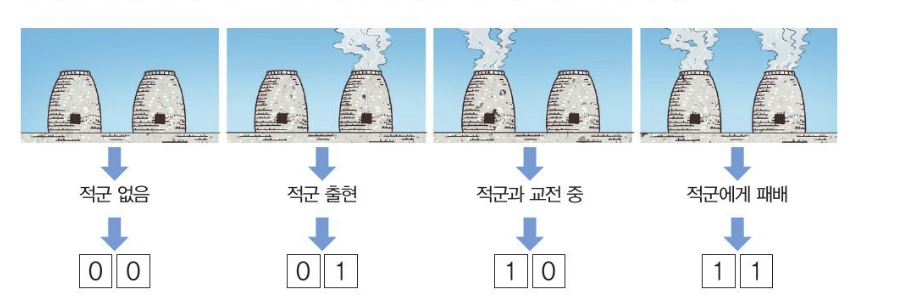 적군 없음 적군 출현 적군과 교전 중 적군에게 패배
0 0 0 1 1 0 1 1